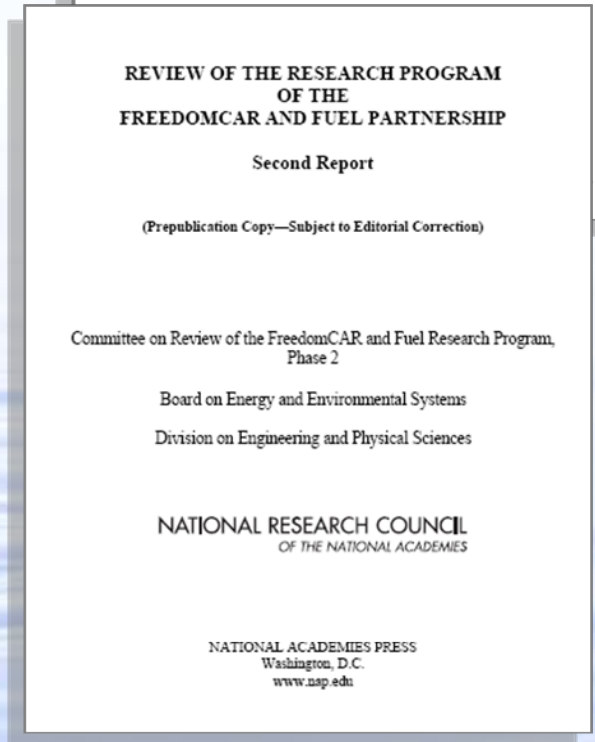 REVIEW OF THE RESEARCH PROGRAM
OF THE
FREEDOMCAR AND FUEL PARTNERSHIP
Second Report
(Prepublication Copy—Subject to Editorial Correction)
Committee on Review of the FreedomCAR and Fuel Research Program,
Phase 2
Board on Energy and Environmental Systems
Division on Engineering and Physical Sciences
NATIONAL RESEARCH COUNCIL
OF THE NATIONAL ACADEMIES
NATIONAL ACADEMIES PRESS
Washington, D.C.
www.nap.edu